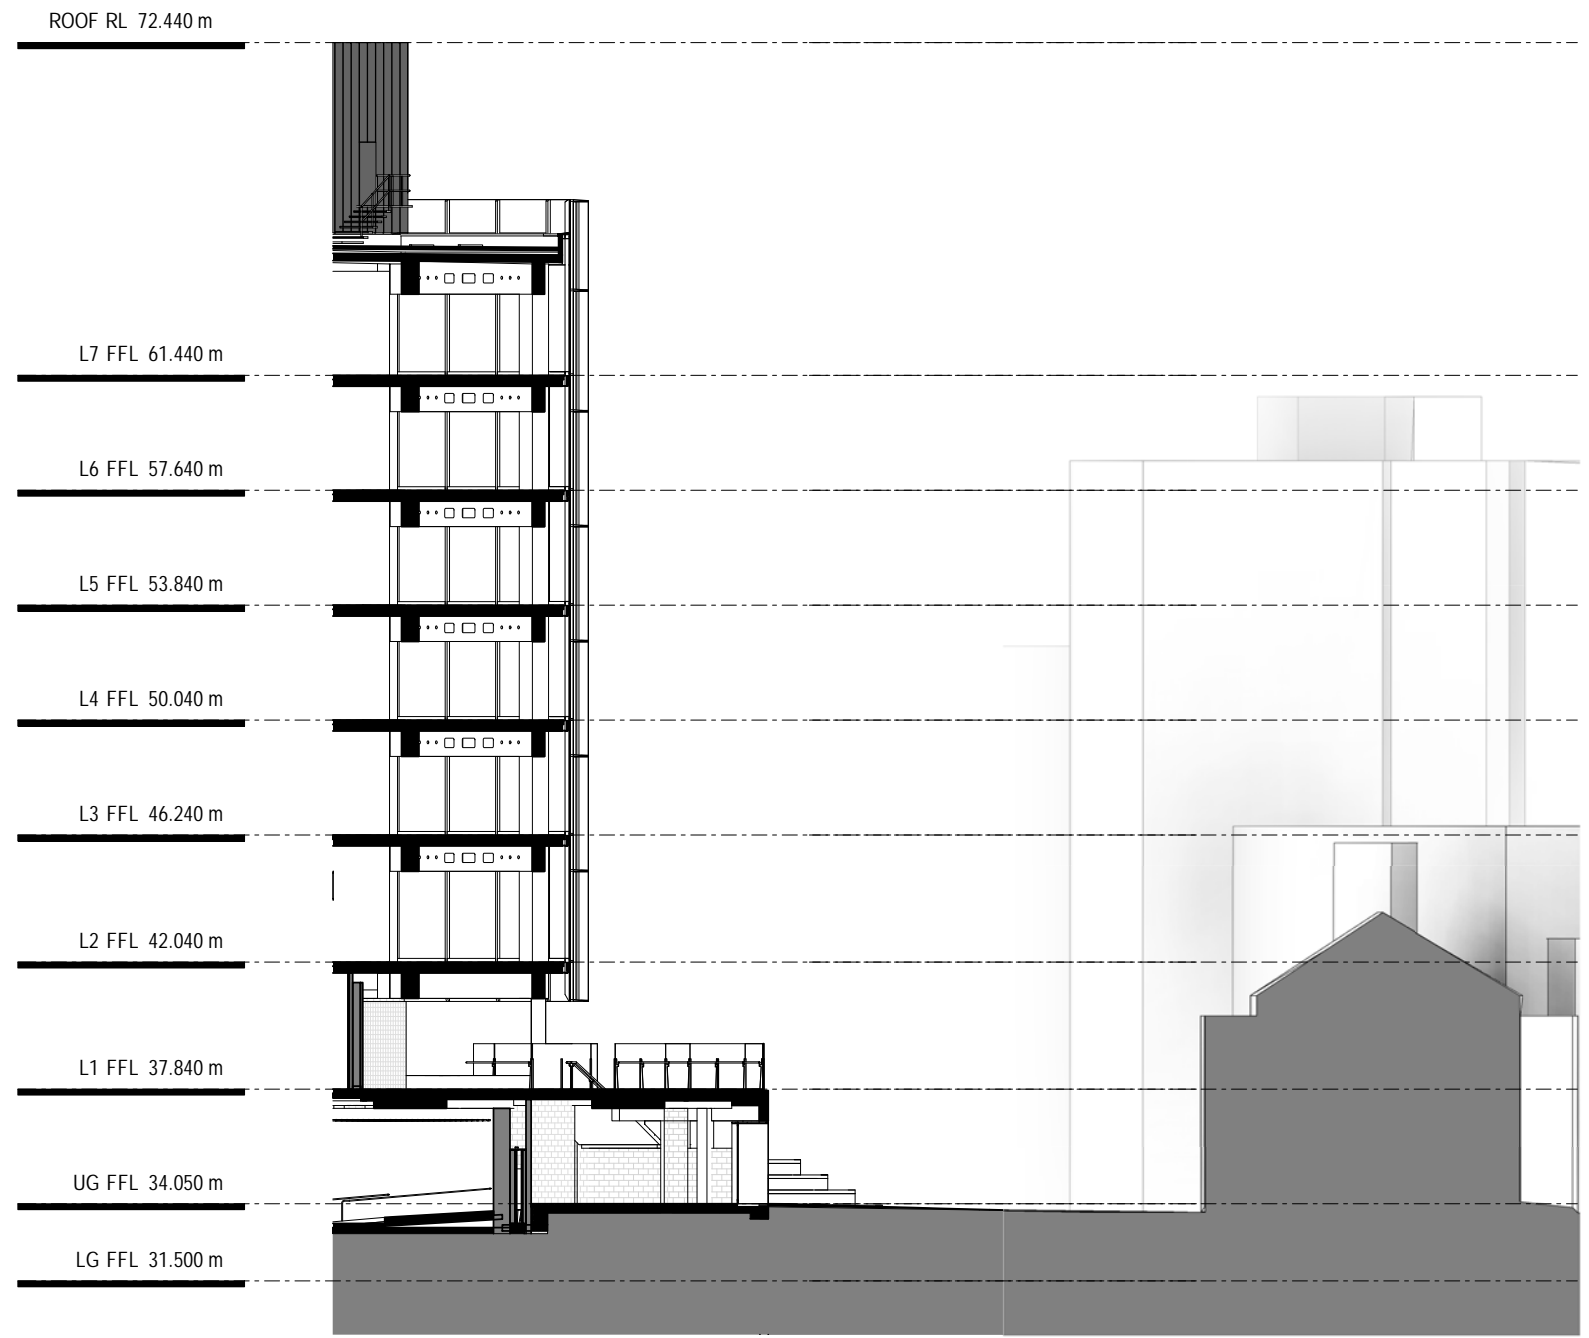 ROOF RL 72.440 m
L7 FFL 61.440 m
L6 FFL 57.640 m
L5 FFL 53.840 m
L4 FFL 50.040 m
L3 FFL 46.240 m
L2 FFL 42.040 m
L1 FFL 37.840 m
UG FFL 34.050 m
LG FFL 31.500 m